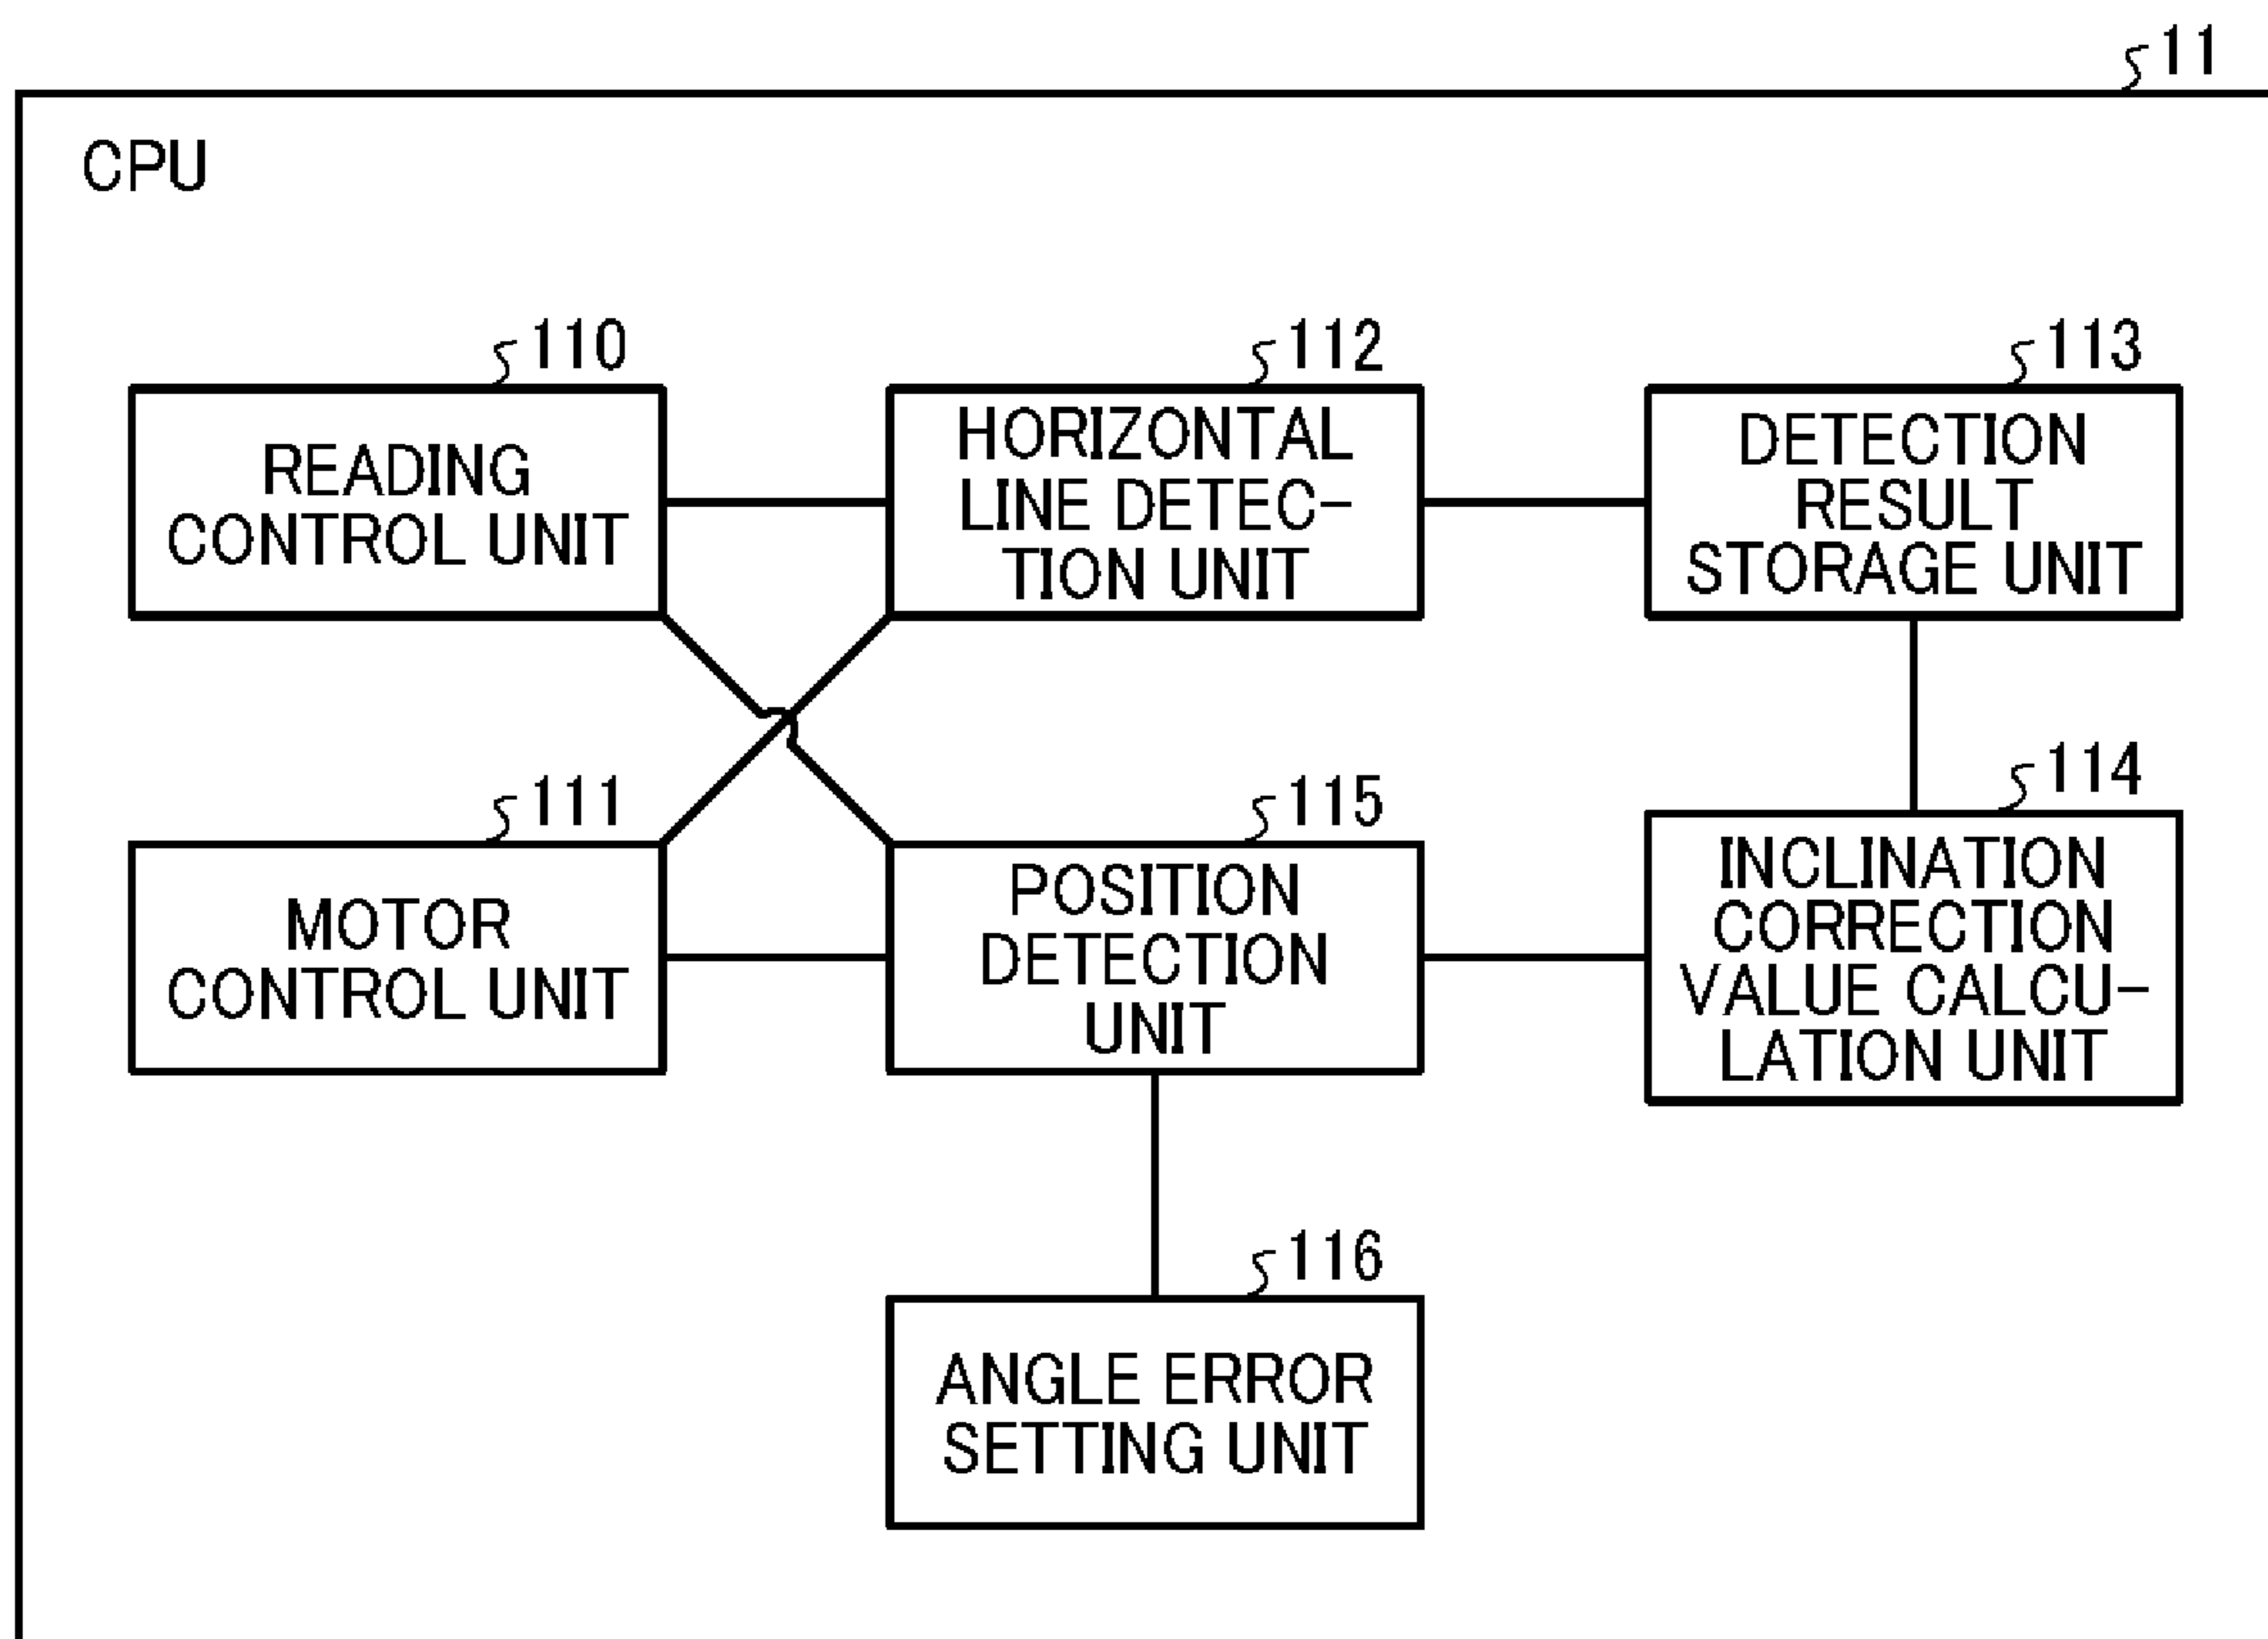 11
CPU
110
READING
CONTROL UNIT
112
HORIZONTAL
LINE DETEC-
TION UNIT
113
DETECTION
RESULT
STORAGE UNIT
111
MOTOR
CONTROL UNIT
115
POSITION
DETECTION
UNIT
114
INCLINATION
CORRECTION
VALUE CALCU-
LATION UNIT
116
ANGLE ERROR
SETTING UNIT